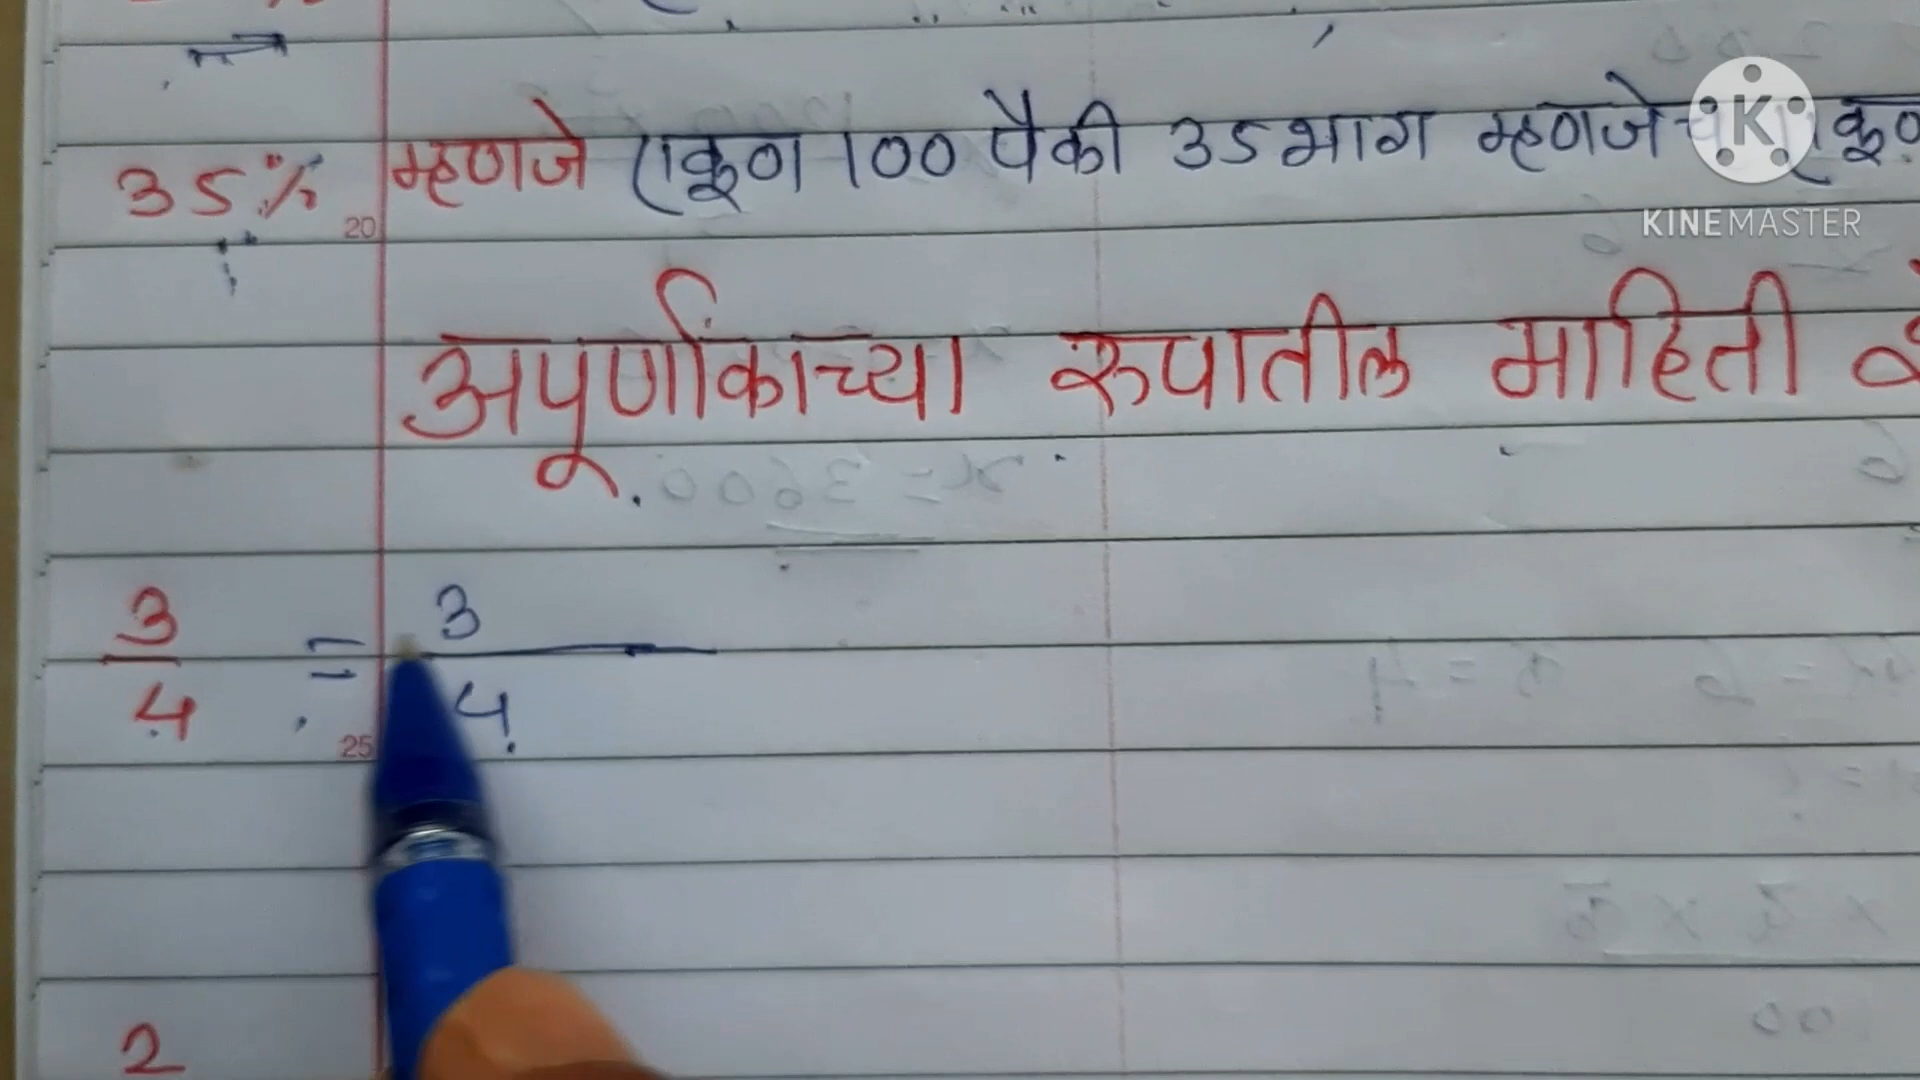 35% म्हणजे एकूण 100 पैकी 35 भाग म्हणजेच
20
KINEMASTER
अपूर्णांकाच्या रुपातील माहिती
3/4 = 3/4
25
2